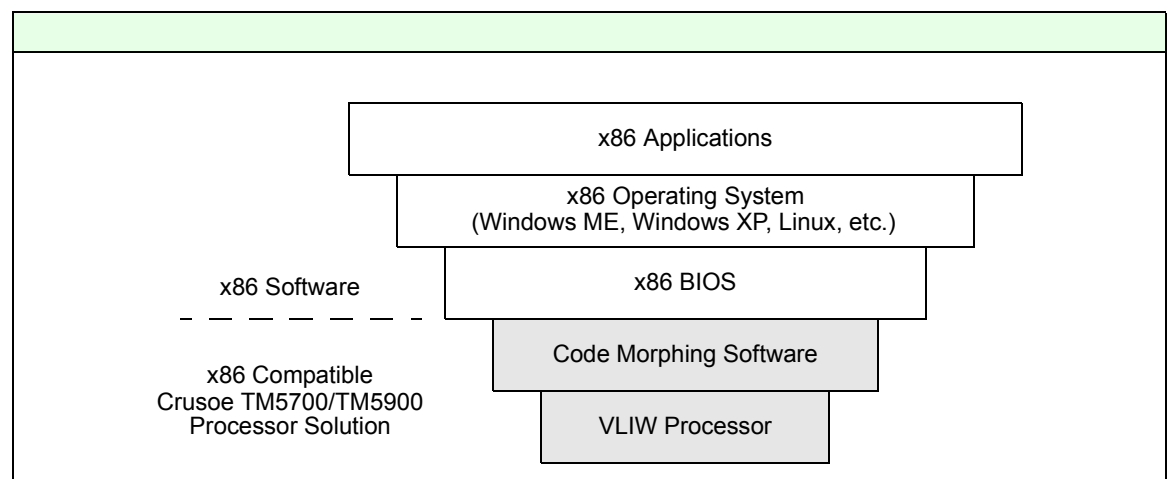 x86 Applications
x86 Operating System
(Windows ME, Windows XP, Linux, etc.)
x86 BIOS
x86 Software
Code Morphing Software
x86 Compatible
Crusoe TM5700/TM5900
Processor Solution
VLIW Processor